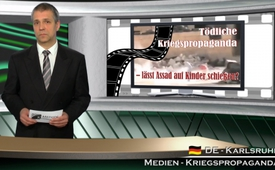 Tödliche
Kriegspropaganda
– lässt Assad auf Kinder schießen?
DE - Karlsruhe
Medien - Kriegspropaganda